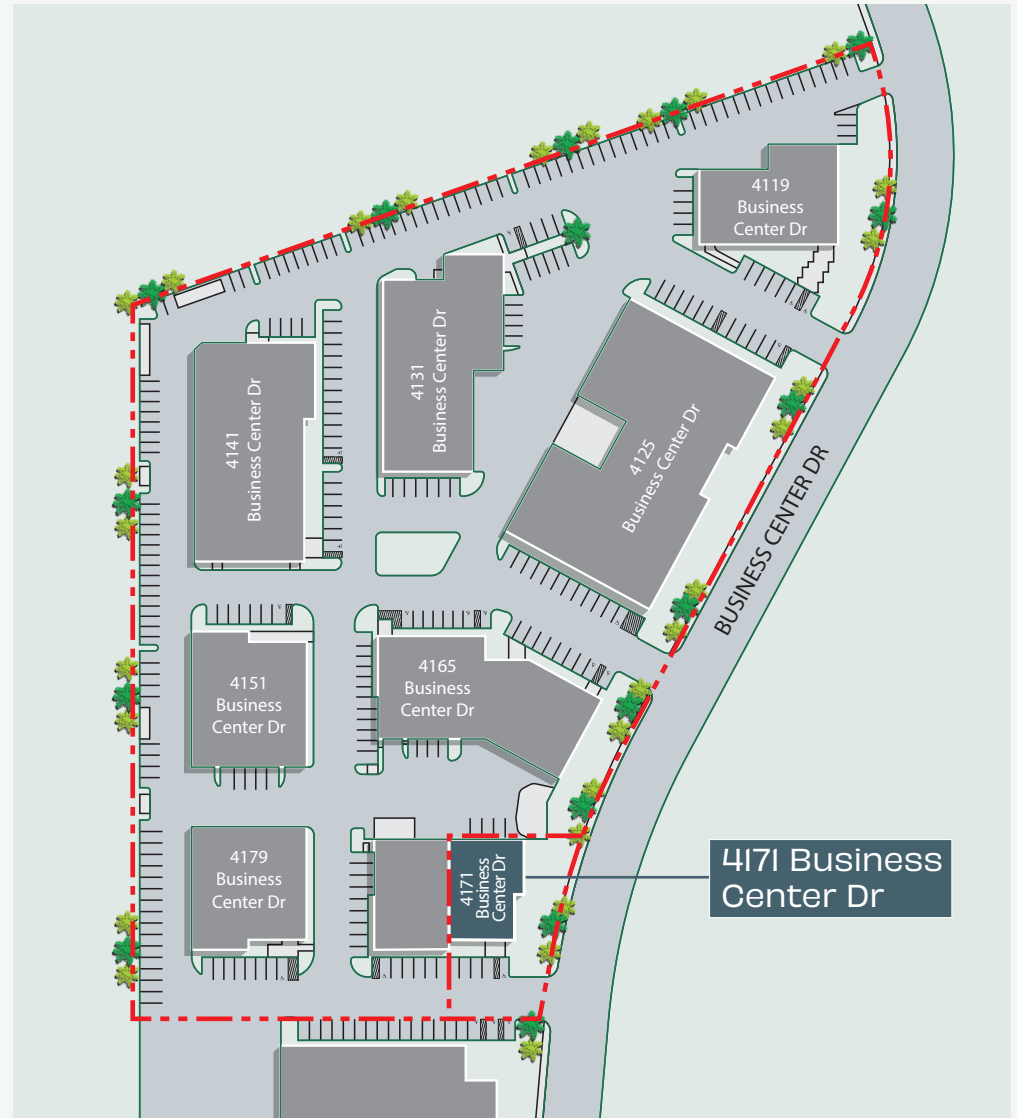 4119
Business
Center Dr
4131
Business Center Dr
4141
Business Center Dr
4125
Business Center Dr
BUSINESS CENTER DR
4151
Business
Center Dr
4165
Business
Center Dr
4179
Business
Center Dr
4171
Business
Center Dr
4171 Business
Center Dr